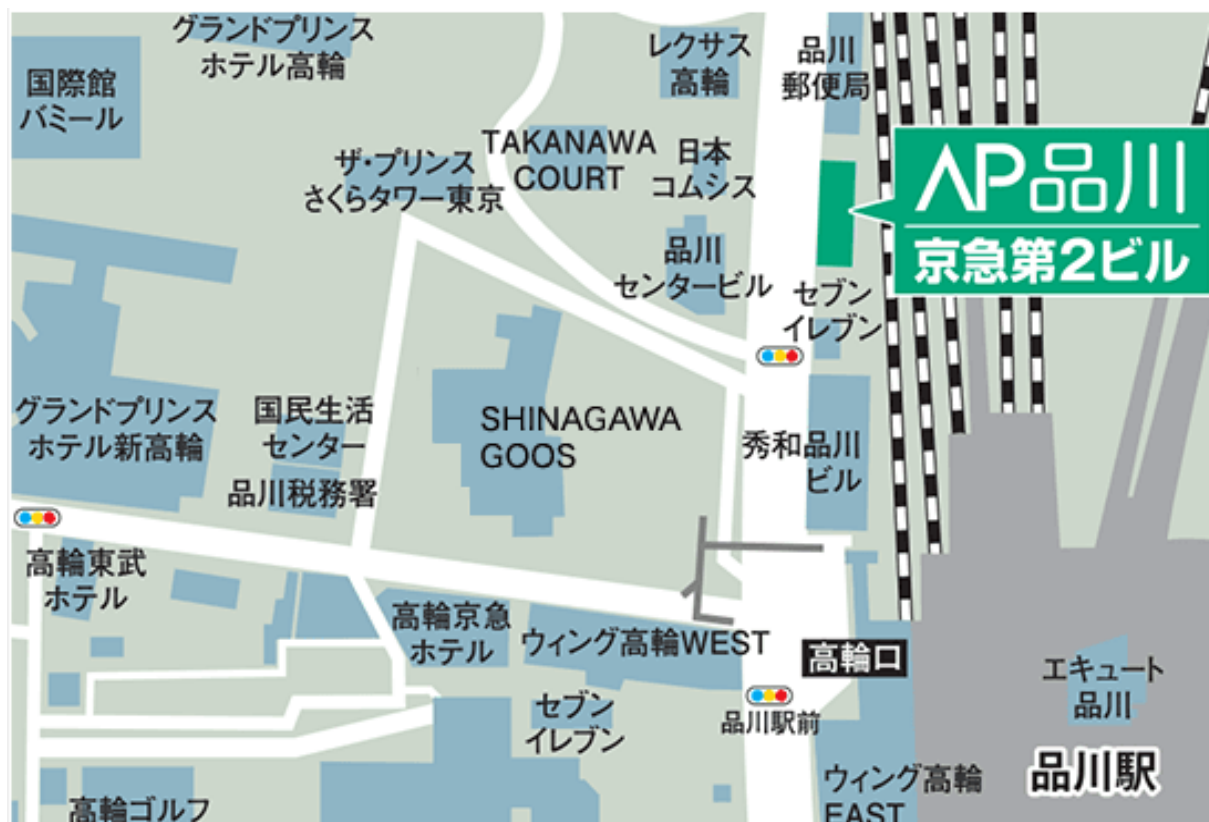 グランドプリンス
ホテル高輪
レクサス
高輪
品川
郵便局
国際館
パミール
TAKANAWA
COURT
日本
コムシス
ザ・プリンス
さくらタワー東京
AP品川
京急第2ビル
品川
センタービル
セブン
イレブン
グランドプリンス
ホテル新高輪
国民生活
センター
品川税務署
SHINAGAWA
GOOS
秀和品川
ビル
高輪東武
ホテル
高輪京急
ホテル
ウィング高輪WEST
高輪口
エキュート
品川
セブン
イレブン
品川駅前
品川駅
ウィング高輪
EAST
高輪ゴルフ